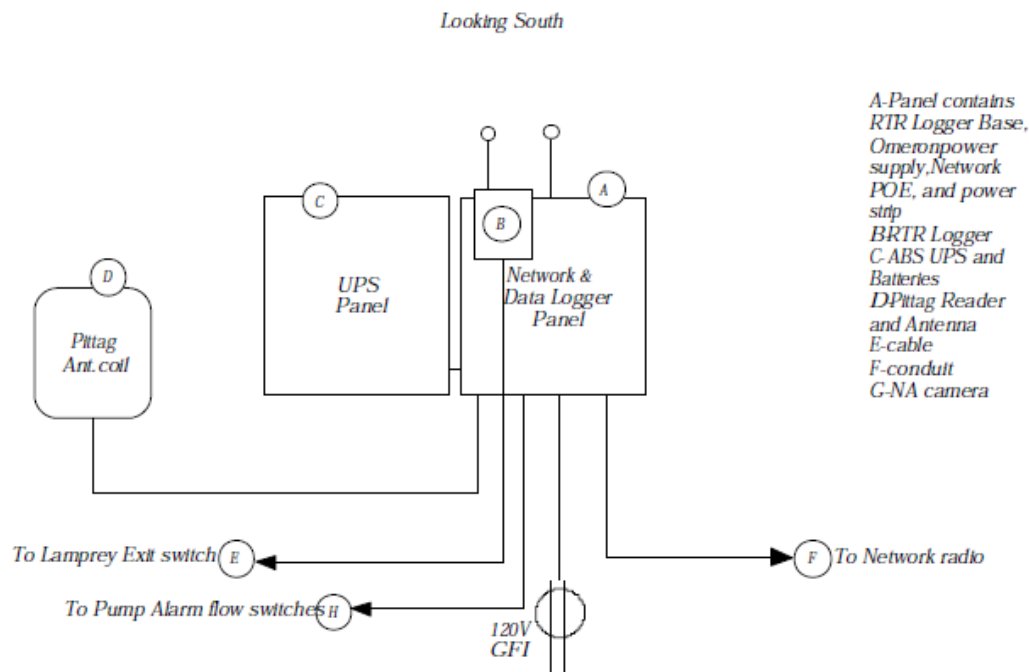 Looking South
A-Panel contains
RTR Logger Base,
Omeronpower
supply,Network
POE, and power
strip
B-RTR Logger
C-ABS UPS and
Batteries
D-Pittag Reader
and Antenna
E-cable
F-conduit
G-NA camera
A
C
B
D
UPS
Panel
Network &
Data Logger
Panel
Pittag
Ant. coil
To Lamprey Exit switch E
F To Network radio
To Pump Alarm flow switches H
120V
GFI